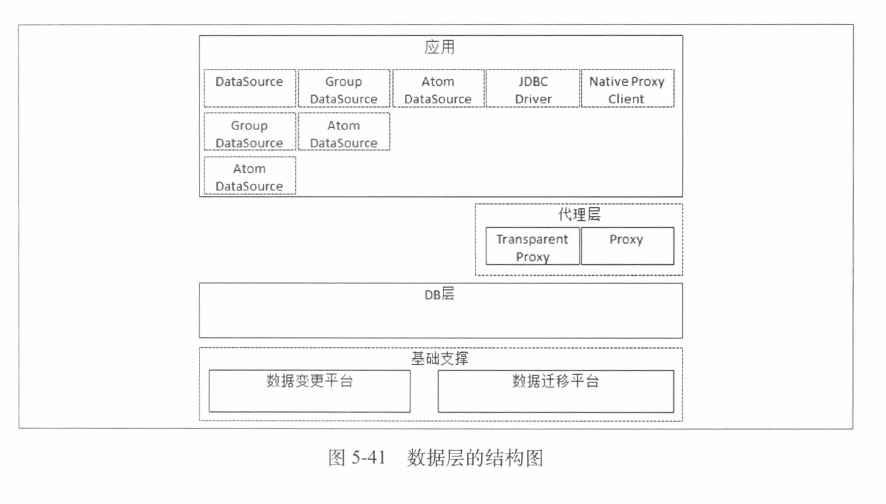 应用
DataSource
Group
DataSource
Atom
DataSource
JDBC
Driver
Native Proxy
Client
Group
DataSource
Atom
DataSource
Atom
DataSource
代理层
Transparent
Proxy
Proxy
DB层
基础支撑
数据变更平台
数据迁移平台
图 5-41 数据层的结构图